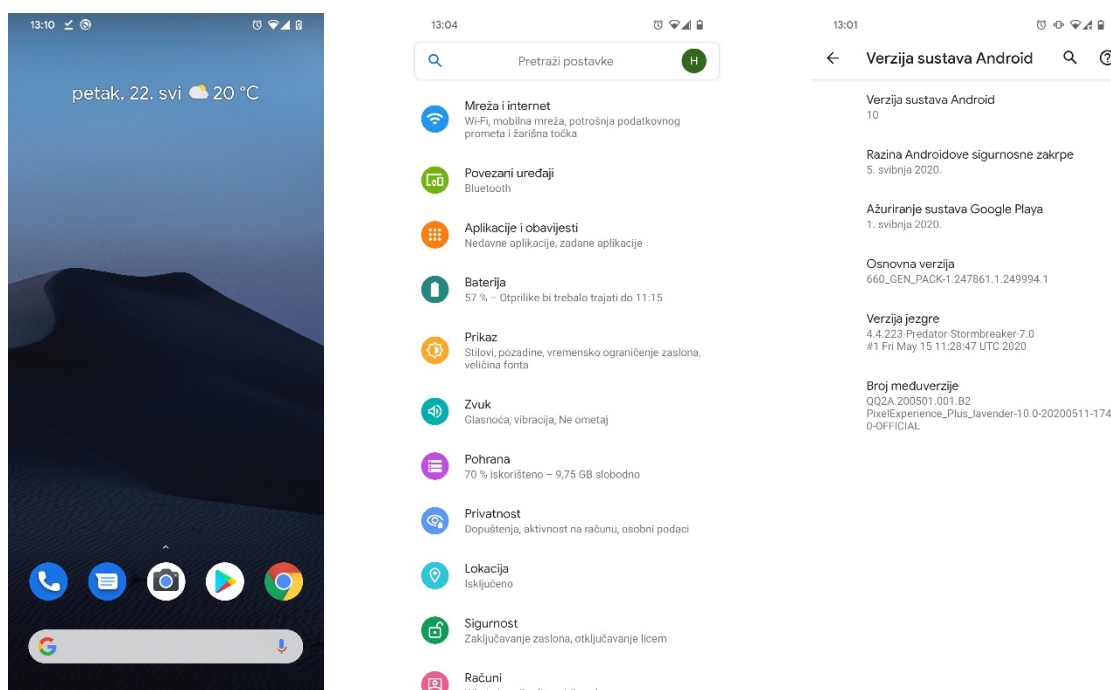 13:10
petak, 22. svi 20 °C
13:04
Pretraži postavke
H
Mreža i internet
Wi-Fi, mobilna mreža, potrošnja podatkovnog
prometa i žarišna točka
Povezani uređaji
Bluetooth
Aplikacije i obavijesti
Nedavne aplikacije, zadane aplikacije
Baterija
57 % – Otprilike bi trebalo trajati do 11:15
Prikaz
Stilovi, pozadine, vremensko ograničenje zaslona,
veličina fonta
Zvuk
Glasnoća, vibracija, Ne ometaj
Pohrana
70 % iskorišteno – 9,75 GB slobodno
Privatnost
Dopuštenja, aktivnost na računu, osobni podaci
Lokacija
Isključeno
Sigurnost
Zaključavanje zaslona, otključavanje licem
Računi
13:01
Verzija sustava Android
Verzija sustava Android
10
Razina Androidove sigurnosne zakrpe
5. svibnja 2020.
Ažuriranje sustava Google Playa
1. svibnja 2020.
Osnovna verzija
660_GEN_PACK-1.247861.1.249994.1
Verzija jezgre
4.4.223-Predator-Stormbreaker-7.0
#1 Fri May 15 11:28:47 UTC 2020
Broj međuverzije
QQ2A.200501.001.B2
PixelExperience_Plus_lavender-10.0-20200511-174
0-OFFICIAL